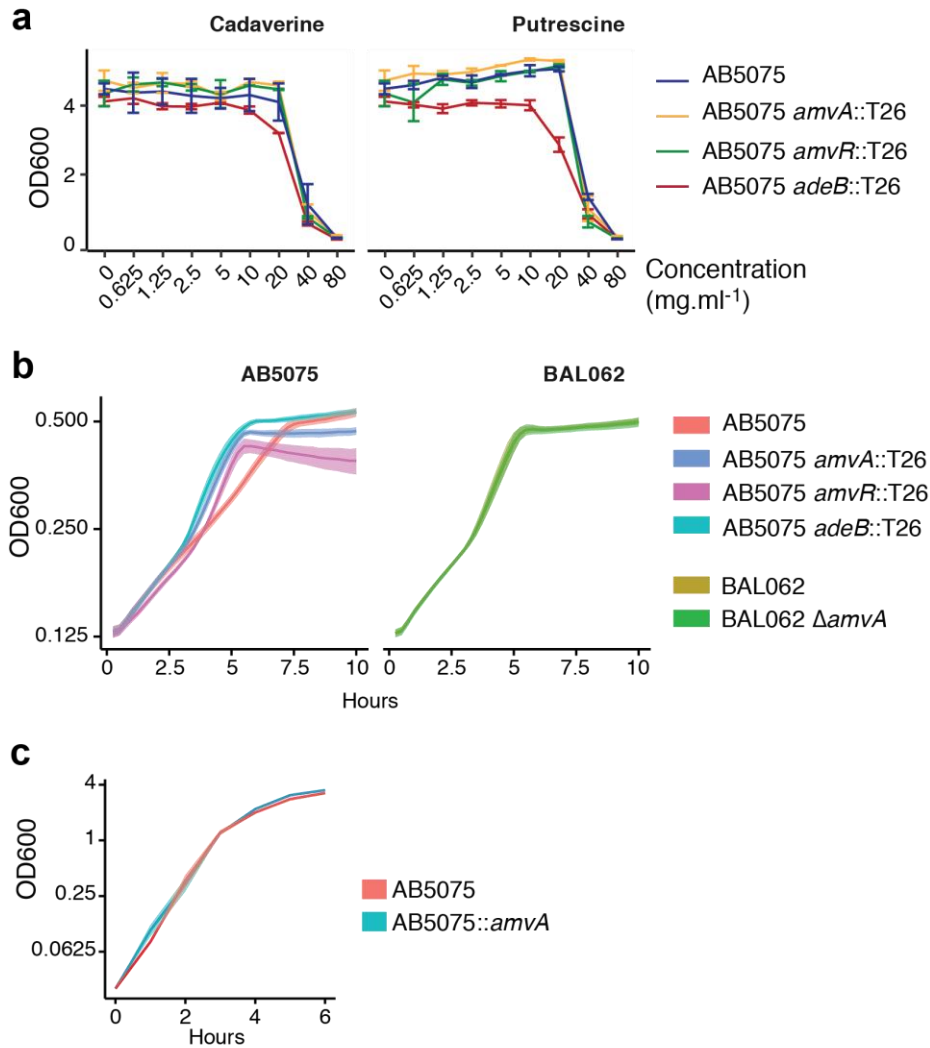 a
Cadaverine
Putrescine
OD600
4
2
0
0
0.625
1.25
2.5
5
10
20
40
80
0
0.625
1.25
2.5
5
10
20
40
80
Concentration
(mg.ml-1)
AB5075
AB5075 amvA::T26
AB5075 amvR::T26
AB5075 adeB::T26
b
AB5075
BAL062
OD600
0.500
0.250
0.125
0
2.5
5
7.5
10
0
2.5
5
7.5
10
Hours
AB5075
AB5075 amvA::T26
AB5075 amvR::T26
AB5075 adeB::T26
BAL062
BAL062 ΔamvA
c
OD600
4
1
0.25
0.0625
0
2
4
6
Hours
AB5075
AB5075::amvA